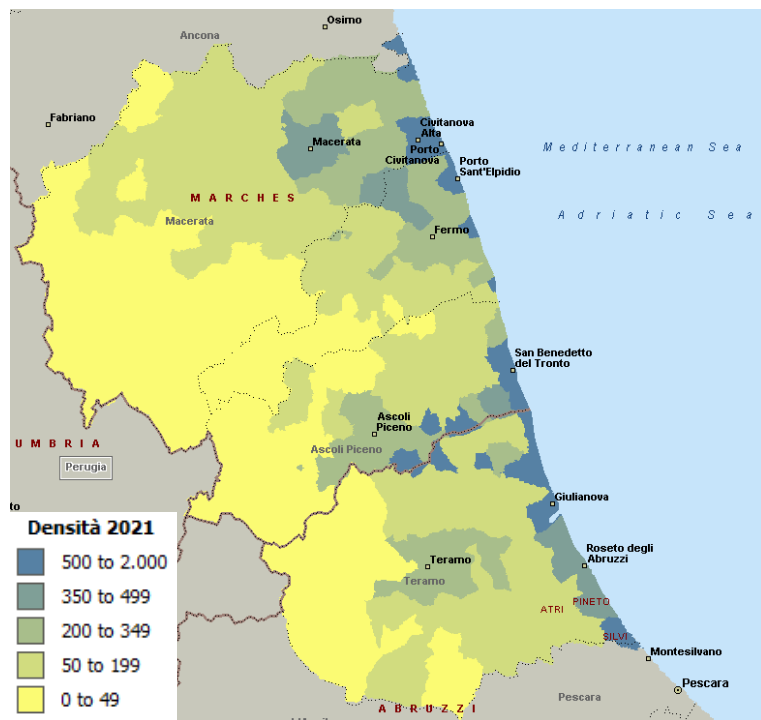 Osimo
Ancona
Fabriano
Civitanova
Alta
Macerata
Porto
Civitanova
Mediterranean Sea
Porto
Sant'Elpidio
MARCHES
Macerata
Adriatic Sea
Fermo
San Benedetto
del Tronto
Ascoli
Piceno
UMBRIA
Ascoli Piceno
Perugia
to
Giulianova
Densità 2021
500 to 2.000
350 to 499
200 to 349
50 to 199
0 to 49
Roseto degli
Abruzzi
Teramo
Teramo
PINETO
ATRI
SILVI
Montesilvano
Pescara
Pescara
ABRUZZI